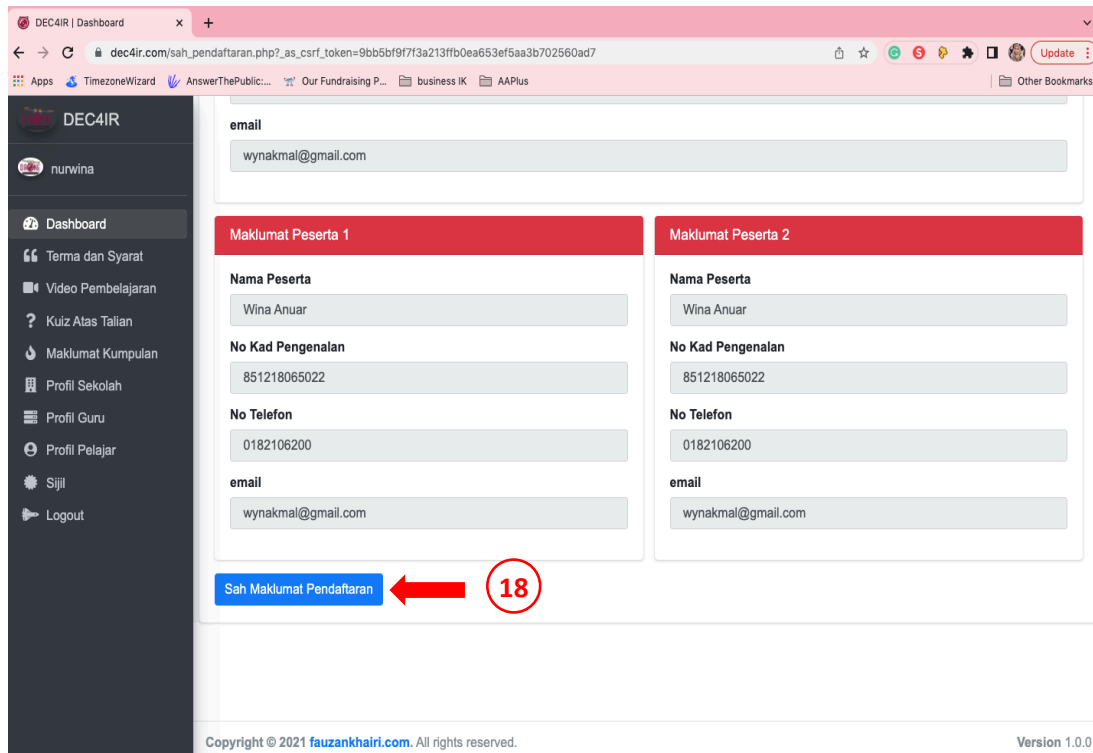 DEC4IR | Dashboard
dec4ir.com/sah_pendaftaran.php?_as_csrf_token=9bb5bf9f7f3a213ffb0ea653ef5aa3b702560ad7
Update
Apps TimezoneWizard AnswerThePublic:... Our Fundraising P... business IK AAPlus Other Bookmarks
DEC4IR
nurwina
Dashboard
Terma dan Syarat
Video Pembelajaran
Kuiz Atas Talian
Maklumat Kumpulan
Profil Sekolah
Profil Guru
Profil Pelajar
Sijil
Logout
email
wynakmal@gmail.com
Maklumat Peserta 1
Nama Peserta
Wina Anuar
No Kad Pengenalan
851218065022
No Telefon
0182106200
email
wynakmal@gmail.com
Maklumat Peserta 2
Nama Peserta
Wina Anuar
No Kad Pengenalan
851218065022
No Telefon
0182106200
email
wynakmal@gmail.com
Sah Maklumat Pendaftaran
18
Copyright © 2021 fauzankhairi.com. All rights reserved. Version 1.0.0